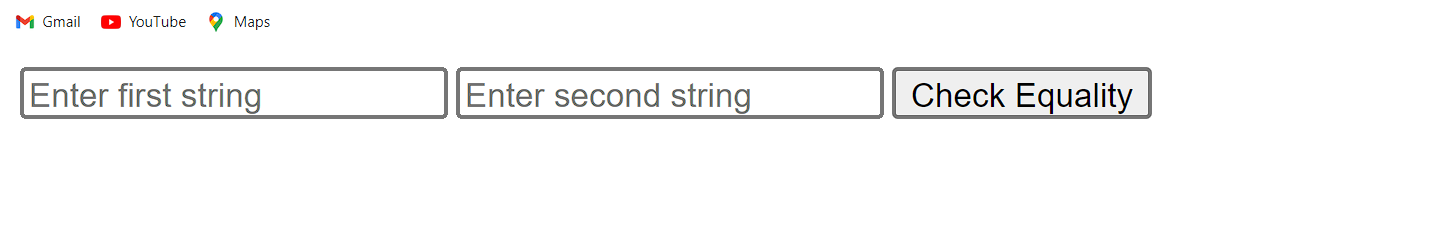 Gmail YouTube Maps
Enter first string Enter second string Check Equality